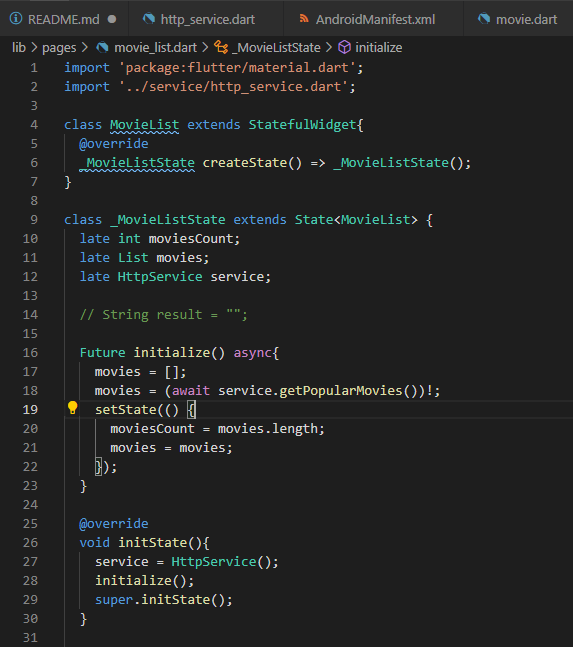 README.md http_service.dart AndroidManifest.xml movie.dart
lib > pages > movie_list.dart > _MovieListState > initialize
1 import 'package:flutter/material.dart';
2 import '../service/http_service.dart';
3
4 class MovieList extends StatefulWidget{
5 @override
6 _MovieListState createState() => _MovieListState();
7 }
8
9 class _MovieListState extends State<MovieList> {
10 late int moviesCount;
11 late List movies;
12 late HttpService service;
13
14 // String result = "";
15
16 Future initialize() async{
17 movies = [];
18 movies = (await service.getPopularMovies())!;
19 setState(() {
20 moviesCount = movies.length;
21 movies = movies;
22 });
23 }
24
25 @override
26 void initState(){
27 service = HttpService();
28 initialize();
29 super.initState();
30 }
31